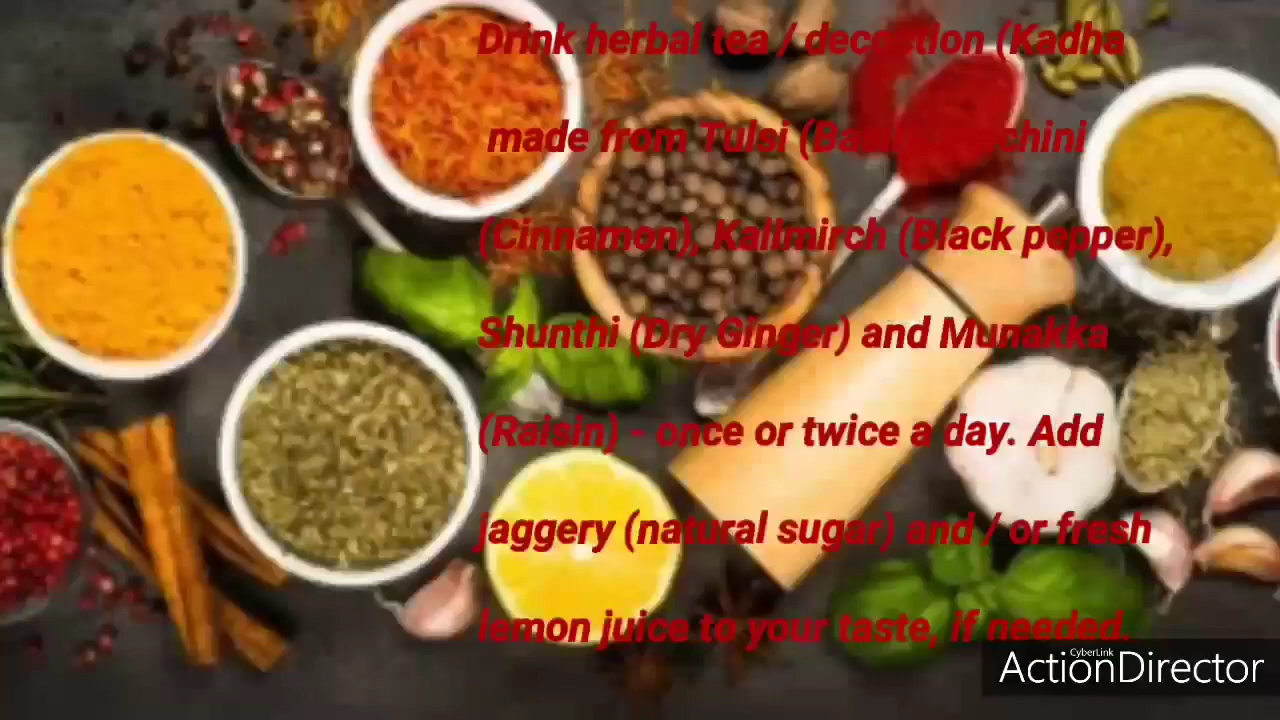 Drink herbal tea / decoction (Kadha
made from Tulsi
(Cinnamon), Kalimirch (Black pepper),
Shunthi (Dry Ginger) and Munakka
(Raisin) - once or twice a day. Add
jaggery (natural sugar) and / or fresh
lemon juice to your taste, if needed.
CyberLink
ActionDirector